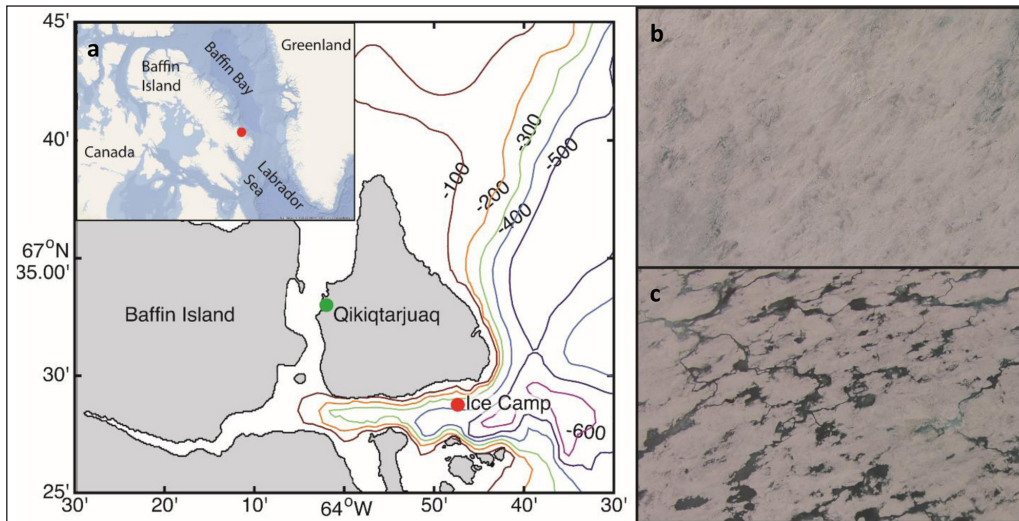 a
Baffin
Island
Baffin Bay
Greenland
Canada
Labrador
Sea
45'
40'
67°N
35.00'
30'
25'
30'
20'
10'
64°W
50'
40'
30'
-100
-200
-300
-400
-500
-600
Baffin Island
Qikiqtarjuaq
Ice Camp
b
c